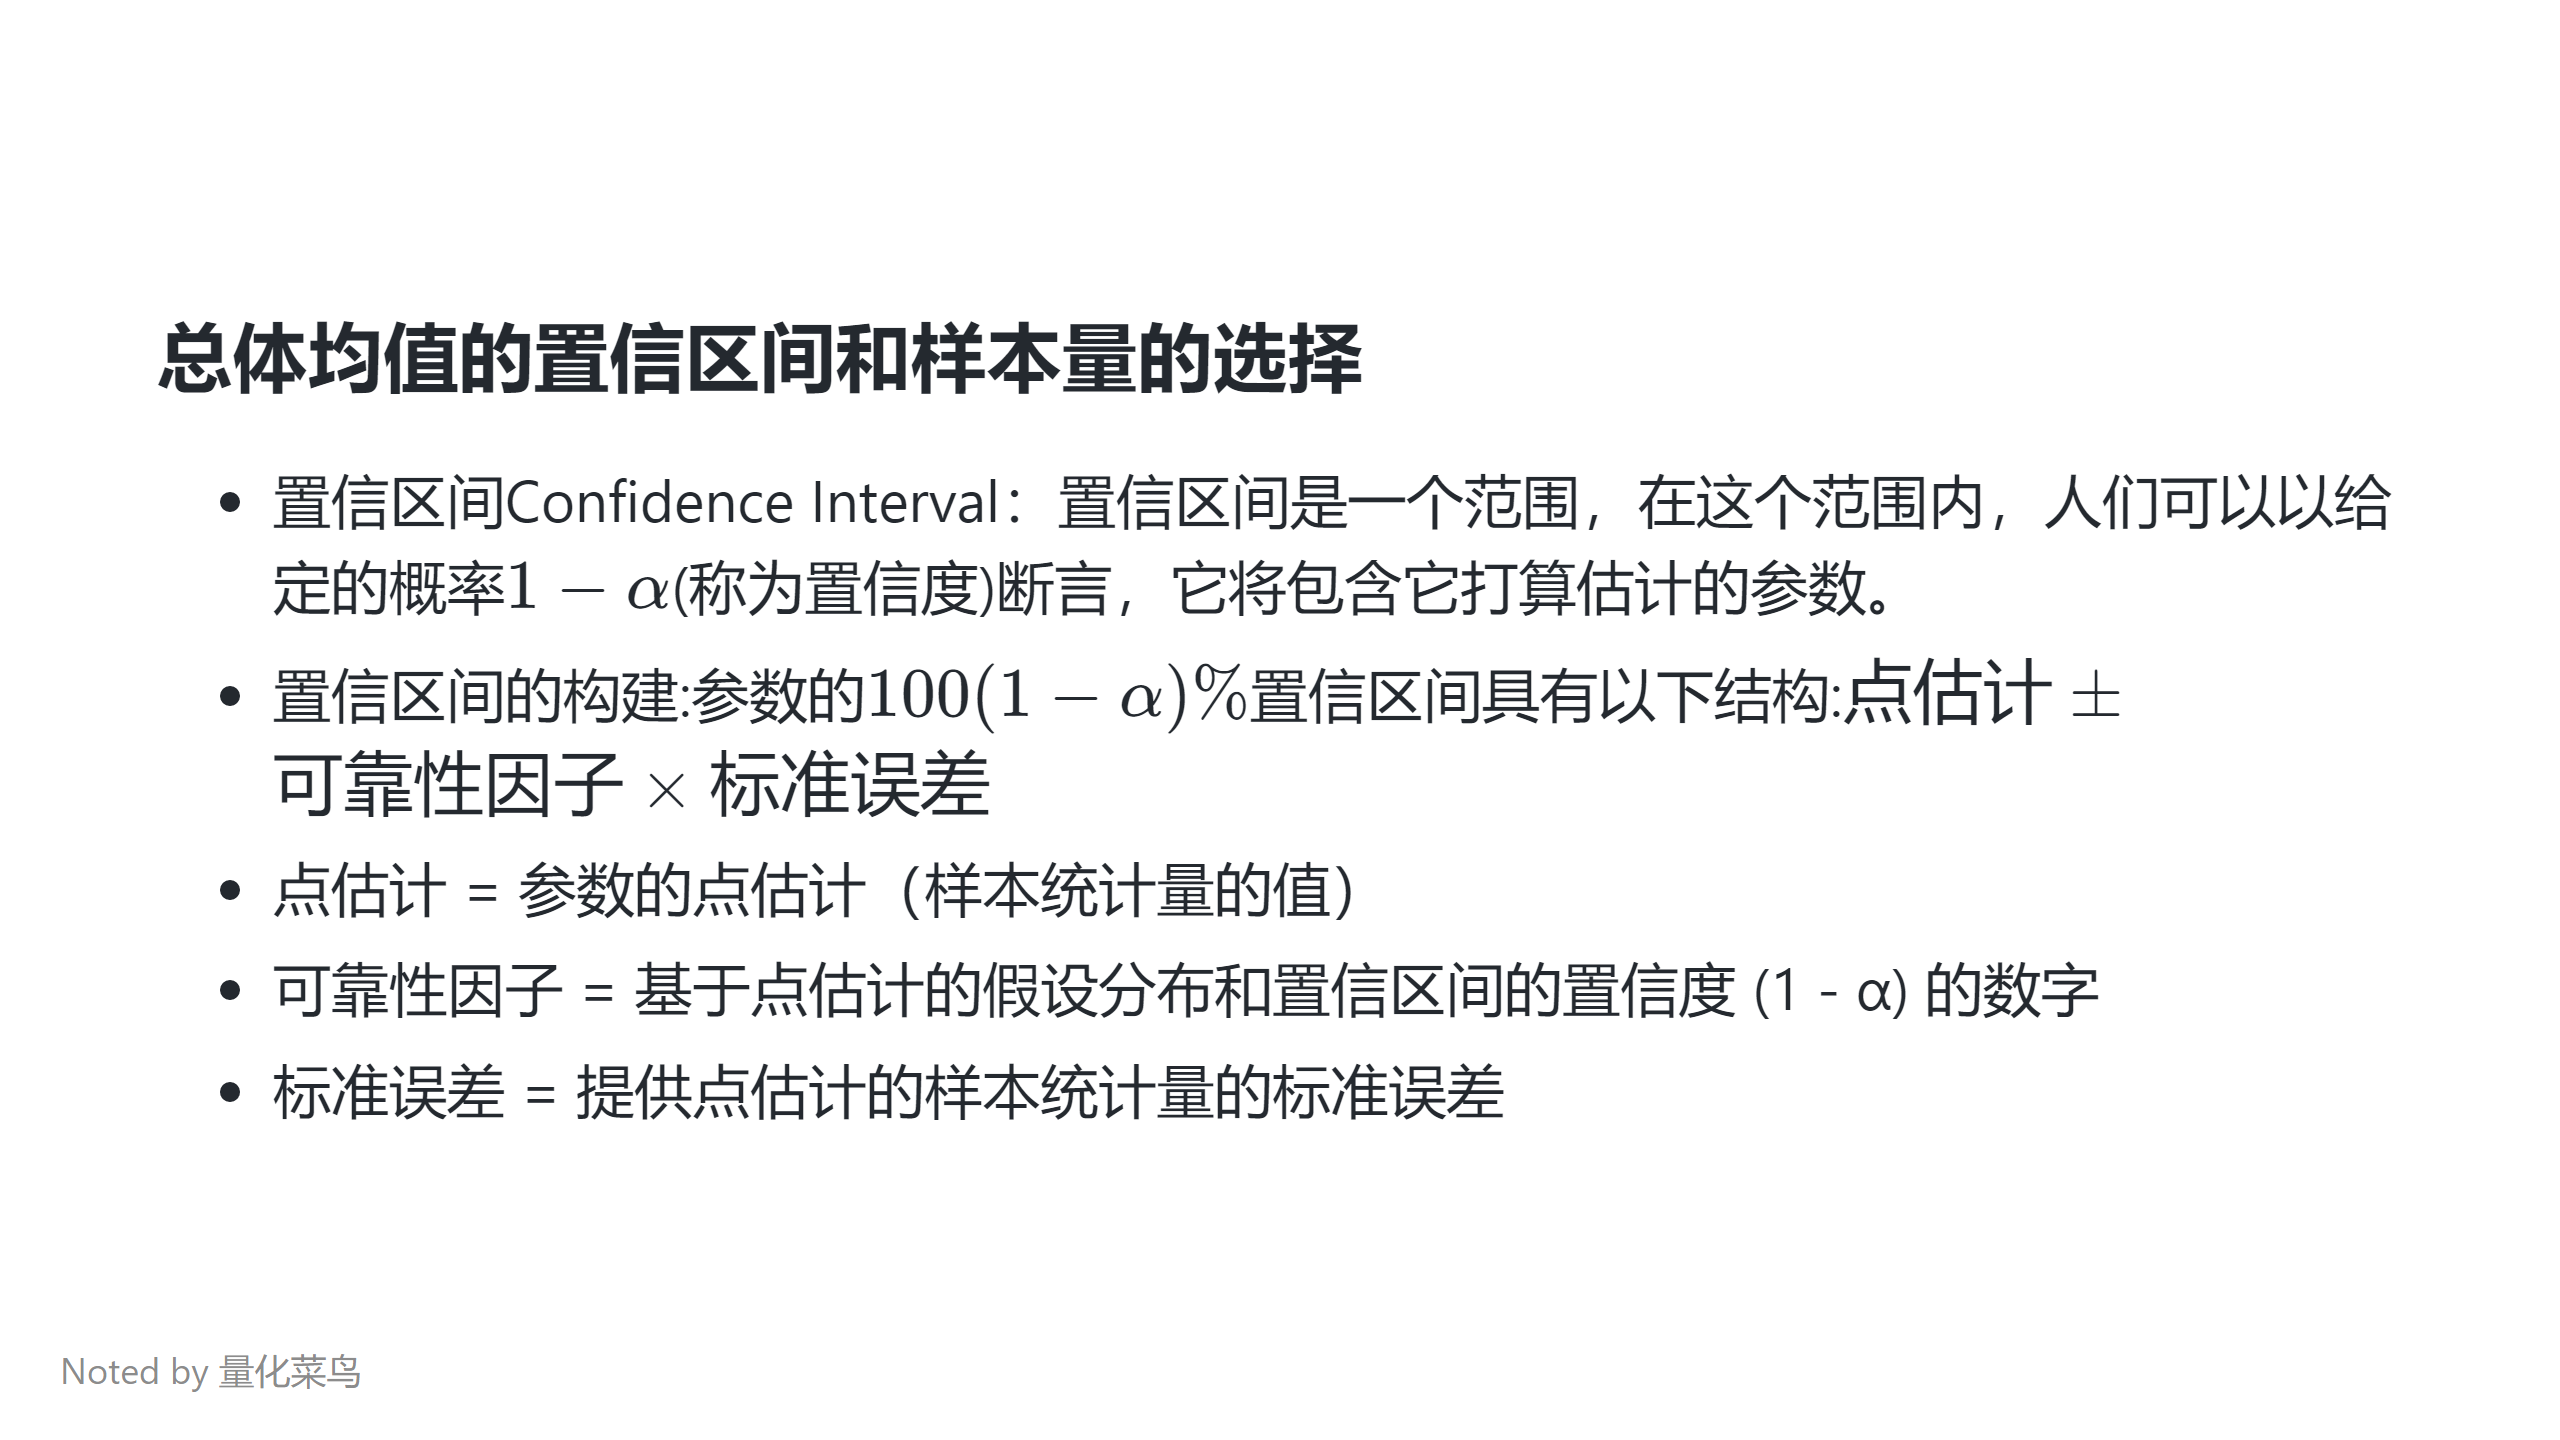 总体均值的置信区间和样本量的选择
• 置信区间Confidence Interval：置信区间是一个范围，在这个范围内，人们可以以给
定的概率1 − α(称为置信度)断言，它将包含它打算估计的参数。
• 置信区间的构建:参数的100(1 − α)%置信区间具有以下结构:点估计 ±
可靠性因子 × 标准误差
• 点估计 = 参数的点估计（样本统计量的值）
• 可靠性因子 = 基于点估计的假设分布和置信区间的置信度 (1 - α) 的数字
• 标准误差 = 提供点估计的样本统计量的标准误差
Noted by 量化菜鸟